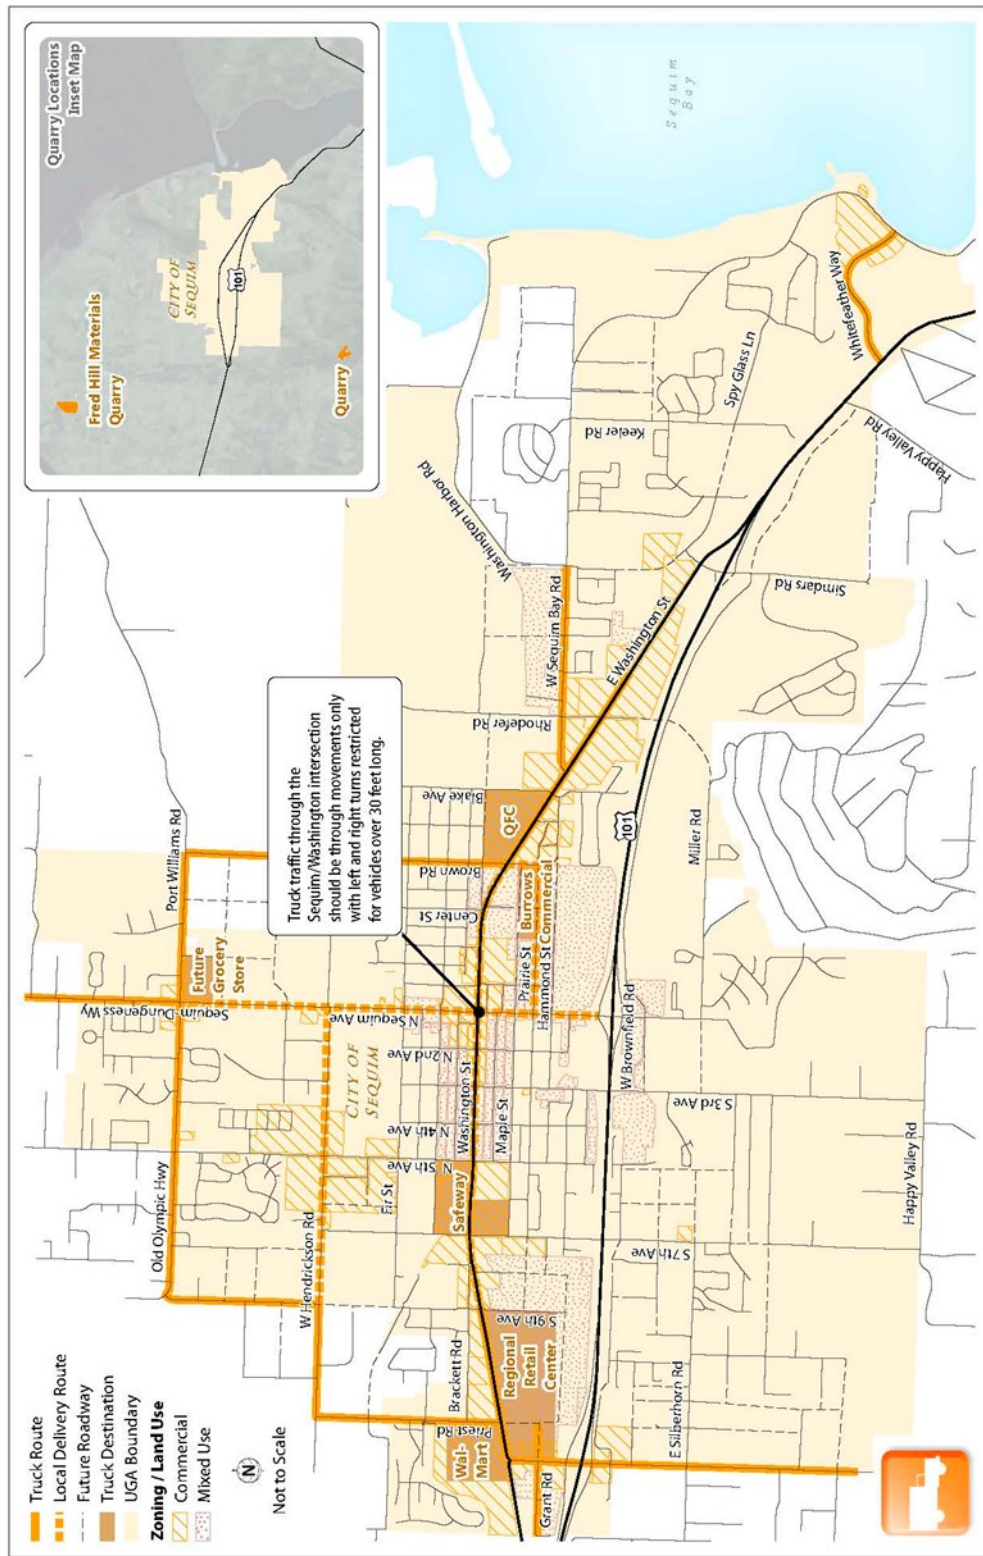 Truck Route
Local Delivery Route
Future Roadway
Truck Destination
UGA Boundary
Zoning / Land Use
Commercial
Mixed Use
N
Not to Scale
Quarry Locations
Inset Map
Fred Hill Materials
Quarry
CITY OF
SEQUIM
101
Quarry
Truck traffic through the
Sequim/Washington intersection
should be through movements only
with left and right turns restricted
for vehicles over 30 feet long.
Sequim
Bay
Old Olympic Hwy
Sequim-Dungeness Wy
Port Williams Rd
Future
Grocery
Store
W Hendrickson Rd
CITY OF
SEQUIM
N Sequim Ave
Fir St
N 5th Ave
N 4th Ave
N 2nd Ave
Washington St
Maple St
Center St
Brown Rd
Blake Ave
QFC
Prairie St
Hammond St
Burrows
Commercial
Washington Harbor Rd
W Sequim Bay Rd
Rhodefer Rd
E Washington St
Keeler Rd
Spy Glass Ln
Simdars Rd
Whitefeather Way
Happy Valley Rd
Brackett Rd
Priest Rd
Wal-
Mart
Regional
Retail
Center
Safeway
S 9th Ave
Grant Rd
S 7th Ave
E Silberhorn Rd
S 3rd Ave
W Brownfield Rd
101
Miller Rd
Happy Valley Rd